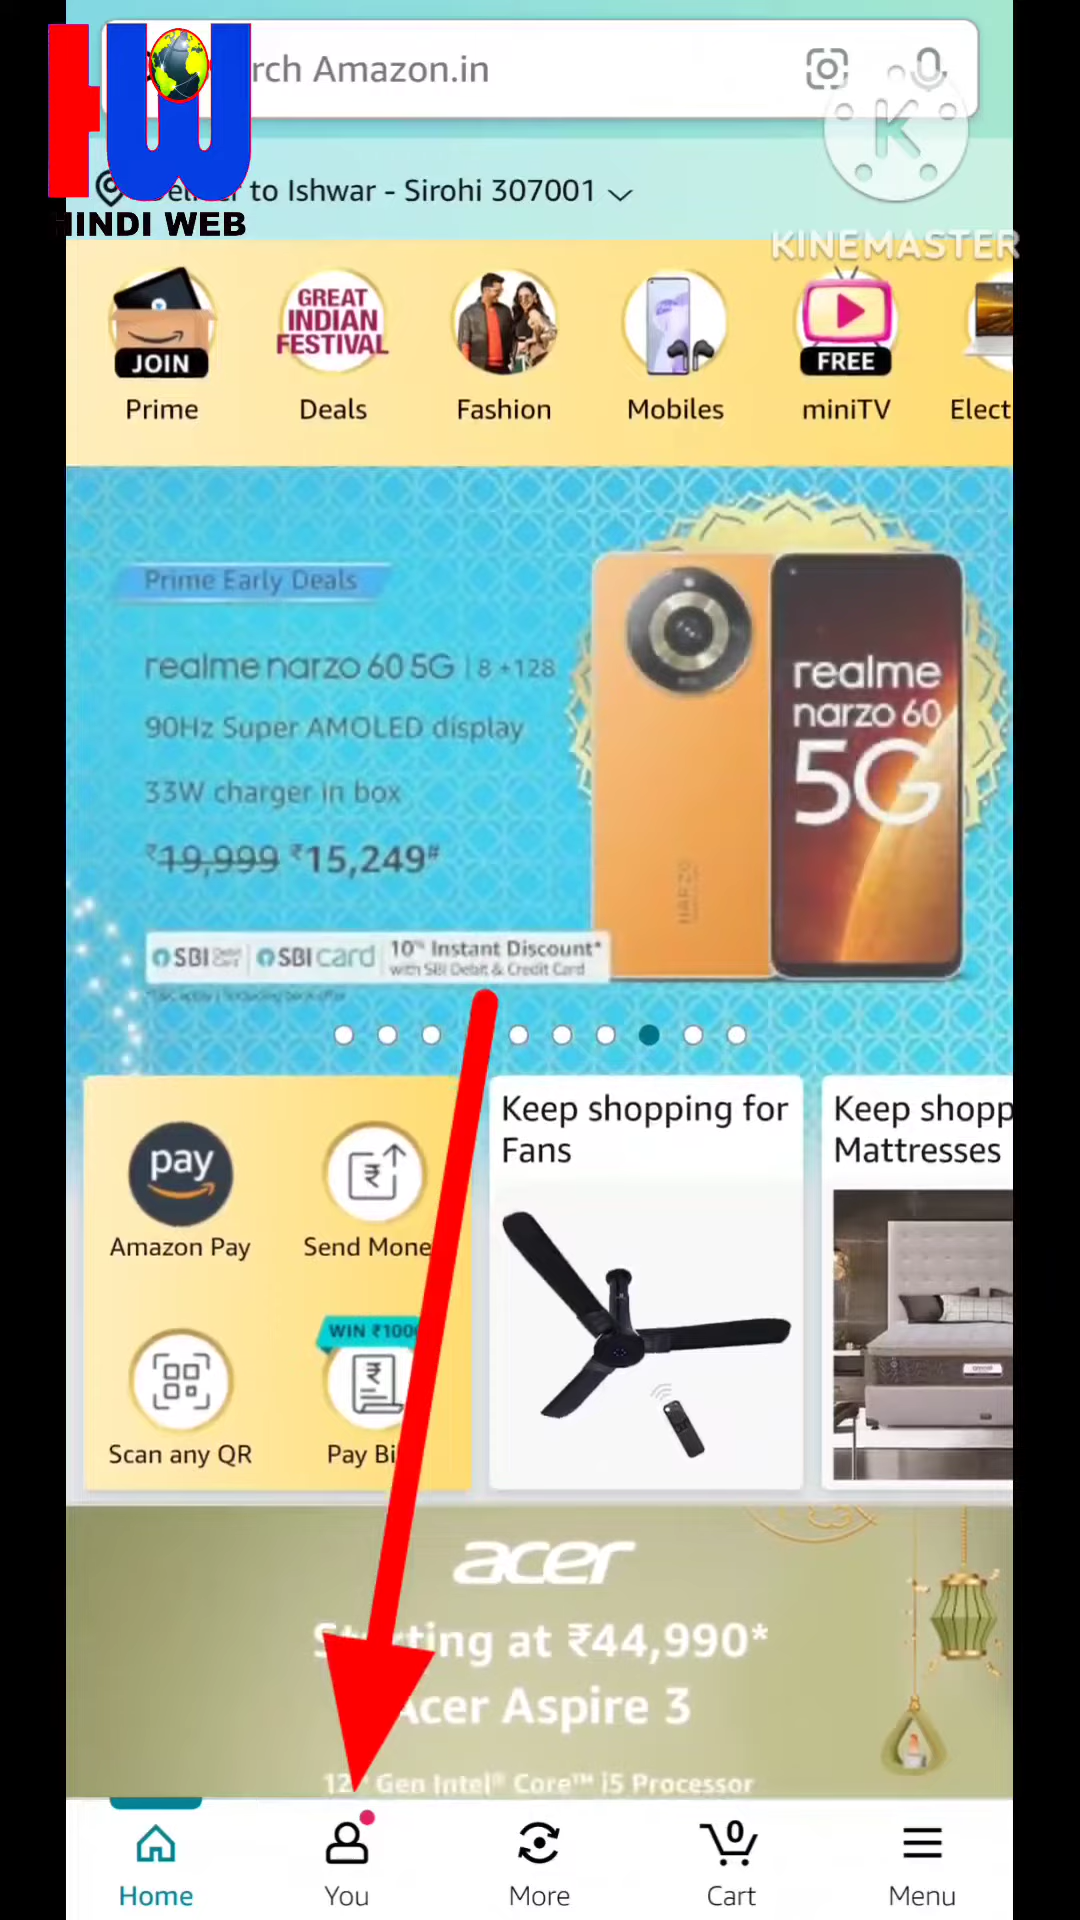 rch Amazon.in
HINDI WEB
to Ishwar - Sirohi 307001
KINEMASTER
JOIN
Prime
GREAT
INDIAN
FESTIVAL
Deals
Fashion
Mobiles
FREE
miniTV
Elect
Prime Early Deals
realme narzo 60 5G | 8 +128
90Hz Super AMOLED display
33W charger in box
₹19,999 ₹15,249#
SBI
SBI card
10% Instant Discount*
with SBI Debit & Credit Card
realme
narzo 60
5G
NARZO
pay
Amazon Pay
Send Mone
Scan any QR
WIN ₹100
Pay Bi
Keep shopping for
Fans
Keep shopp
Mattresses
acer
Starting at ₹44,990*
Acer Aspire 3
Gen Intel® Core™ i5 Processor
Home
You
More
0
Cart
Menu